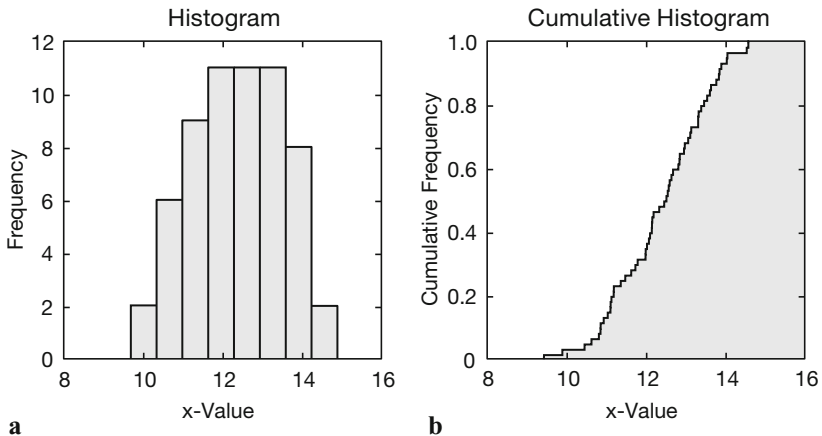 Histogram
12
10
8
6
4
2
0
Frequency
8 10 12 14 16
x-Value
a
Cumulative Histogram
1.0
0.8
0.6
0.4
0.2
0
Cumulative Frequency
8 10 12 14 16
x-Value
b